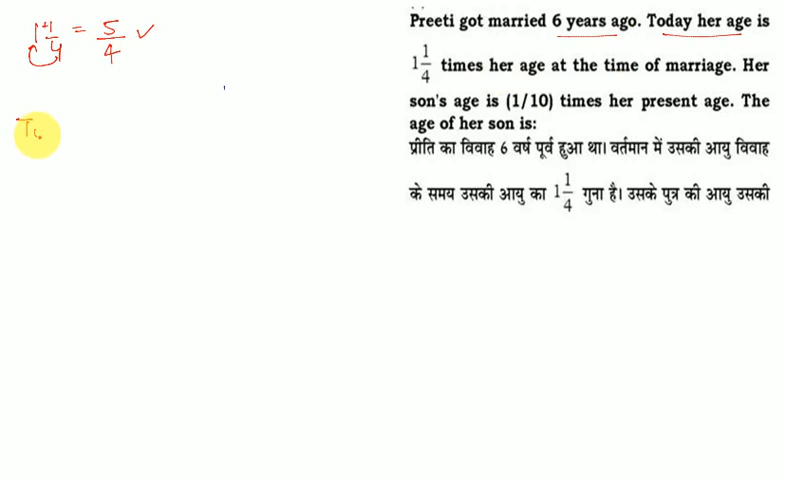 1 1/4 = 5/4 ✓
T
Preeti got married 6 years ago. Today her age is
1 1/4 times her age at the time of marriage. Her
son's age is (1/10) times her present age. The
age of her son is:
प्रीति का विवाह 6 वर्ष पूर्व हुआ था। वर्तमान में उसकी आयु विवाह
के समय उसकी आयु का 1 1/4 गुना है। उसके पुत्र की आयु उसकी